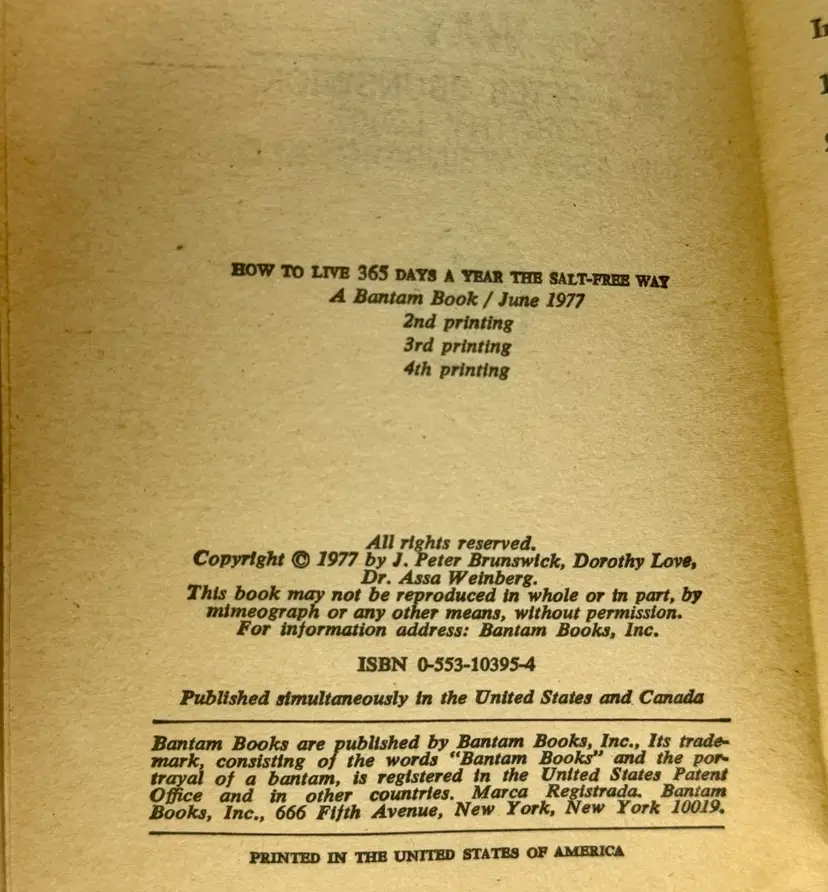 HOW TO LIVE 365 DAYS A YEAR THE SALT-FREE WAY
A Bantam Book / June 1977
2nd printing
3rd printing
4th printing
All rights reserved.
Copyright © 1977 by J. Peter Brunswick, Dorothy Love,
Dr. Assa Weinberg.
This book may not be reproduced in whole or in part, by
mimeograph or any other means, without permission.
For information address: Bantam Books, Inc.
ISBN 0-553-10395-4
Published simultaneously in the United States and Canada
Bantam Books are published by Bantam Books, Inc., Its trade-
mark, consisting of the words "Bantam Books" and the por-
trayal of a bantam, is registered in the United States Patent
Office and in other countries. Marca Registrada. Bantam
Books, Inc., 666 Fifth Avenue, New York, New York 10019.
PRINTED IN THE UNITED STATES OF AMERICA